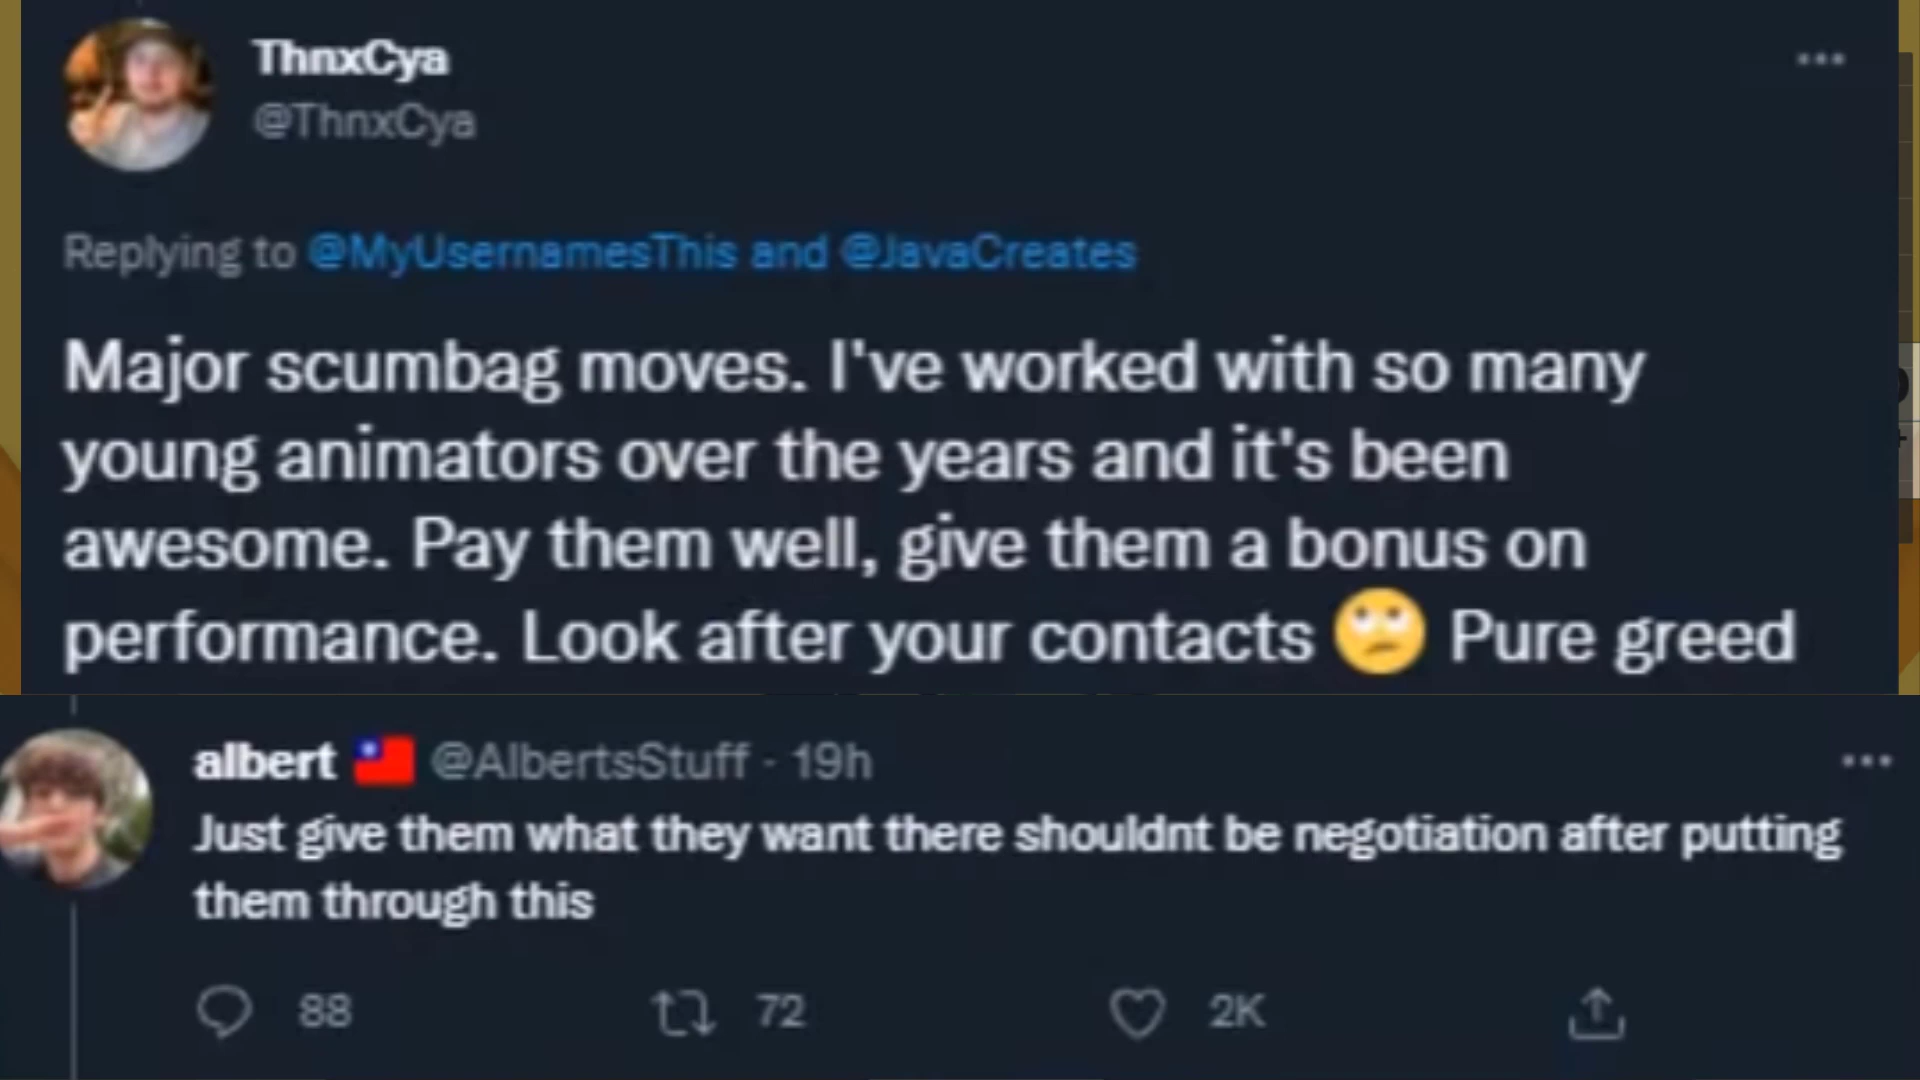 ThnxCya
@ThnxCya
Replying to @MyUsernamesThis and @JavaCreates
Major scumbag moves. I've worked with so many
young animators over the years and it's been
awesome. Pay them well, give them a bonus on
performance. Look after your contacts 🙄 Pure greed
albert 🇹🇼 @AlbertsStuff · 19h
Just give them what they want there shouldnt be negotiation after putting
them through this
88 72 2K